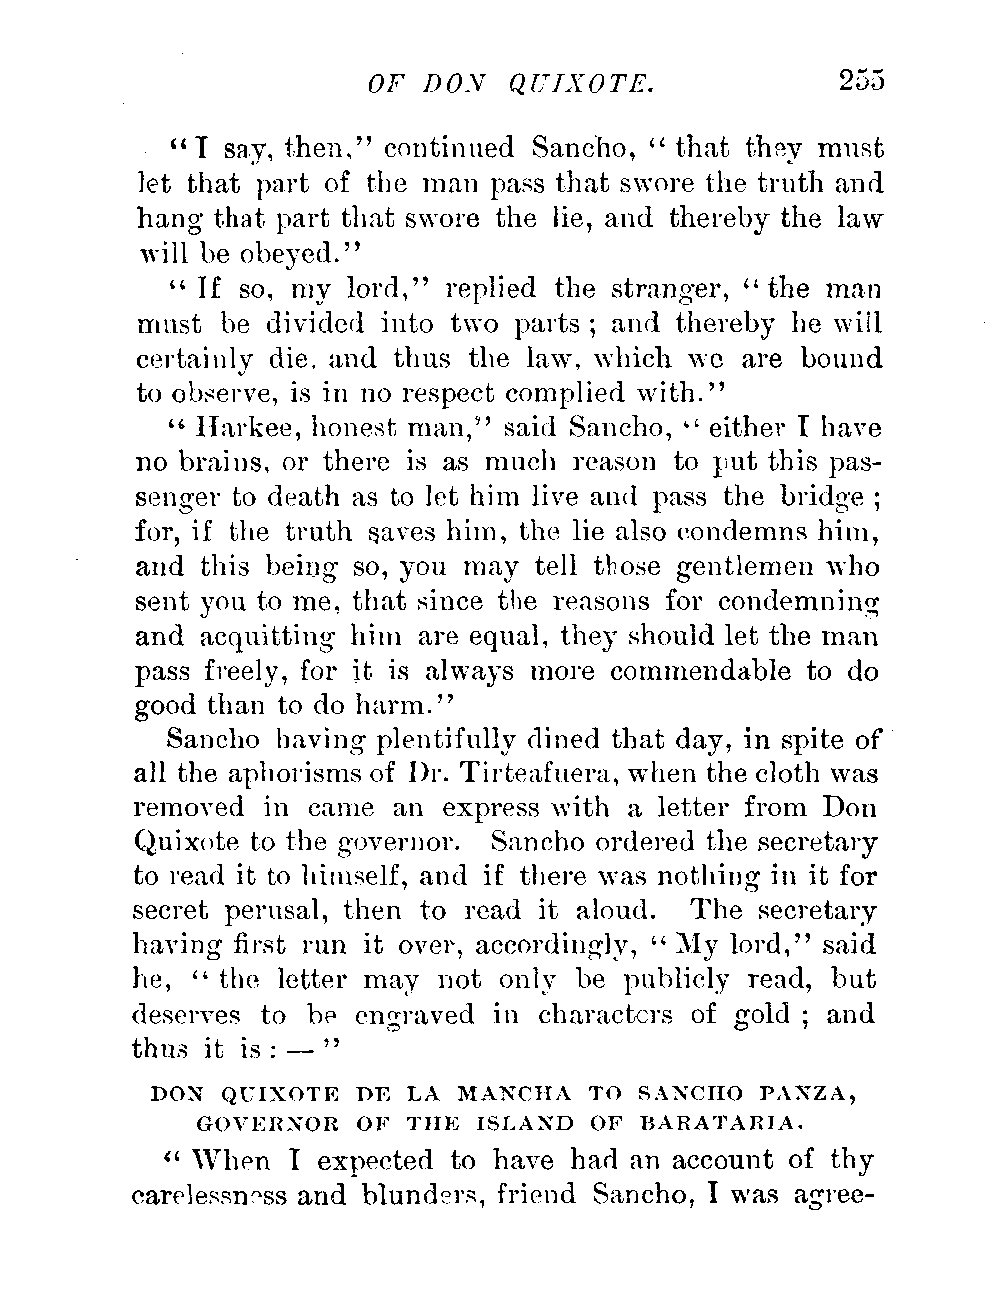 OF DON QUIXOTE. 255
“I say, then,” continued Sancho, “that they must
let that part of the man pass that swore the truth and
hang that part that swore the lie, and thereby the law
will be obeyed.”
“If so, my lord,” replied the stranger, “the man
must be divided into two parts; and thereby he will
certainly die, and thus the law, which we are bound
to observe, is in no respect complied with.”
“Harkee, honest man,” said Sancho, “either I have
no brains, or there is as much reason to put this pas-
senger to death as to let him live and pass the bridge;
for, if the truth saves him, the lie also condemns him,
and this being so, you may tell those gentlemen who
sent you to me, that since the reasons for condemning
and acquitting him are equal, they should let the man
pass freely, for it is always more commendable to do
good than to do harm.”
Sancho having plentifully dined that day, in spite of
all the aphorisms of Dr. Tirteafuera, when the cloth was
removed in came an express with a letter from Don
Quixote to the governor. Sancho ordered the secretary
to read it to himself, and if there was nothing in it for
secret perusal, then to read it aloud. The secretary
having first run it over, accordingly, “My lord,” said
he, “the letter may not only be publicly read, but
deserves to be engraved in characters of gold; and
thus it is:—”
DON QUIXOTE DE LA MANCHA TO SANCHO PANZA,
GOVERNOR OF THE ISLAND OF BARATARIA.
“When I expected to have had an account of thy
carelessness and blunders, friend Sancho, I was agree-